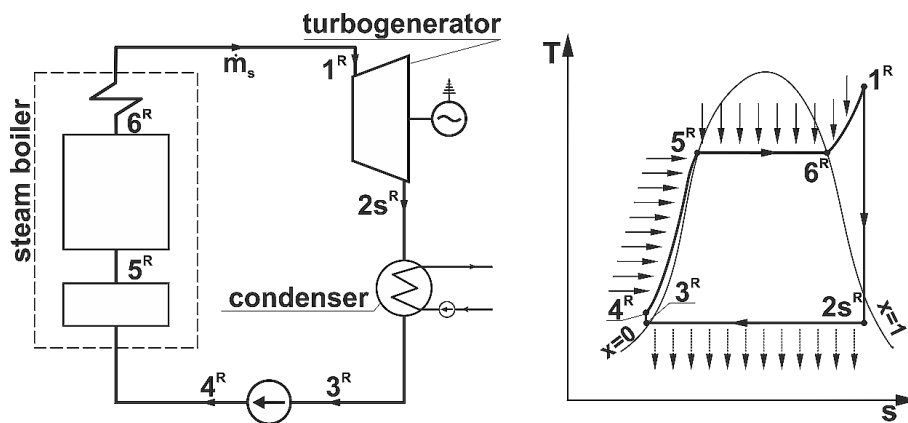 turbogenerator
1ᴿ
ṁₛ
steam boiler
6ᴿ
5ᴿ
2sᴿ
condenser
4ᴿ
3ᴿ
T
1ᴿ
5ᴿ
6ᴿ
4ᴿ
3ᴿ
2sᴿ
x=0
x=1
s